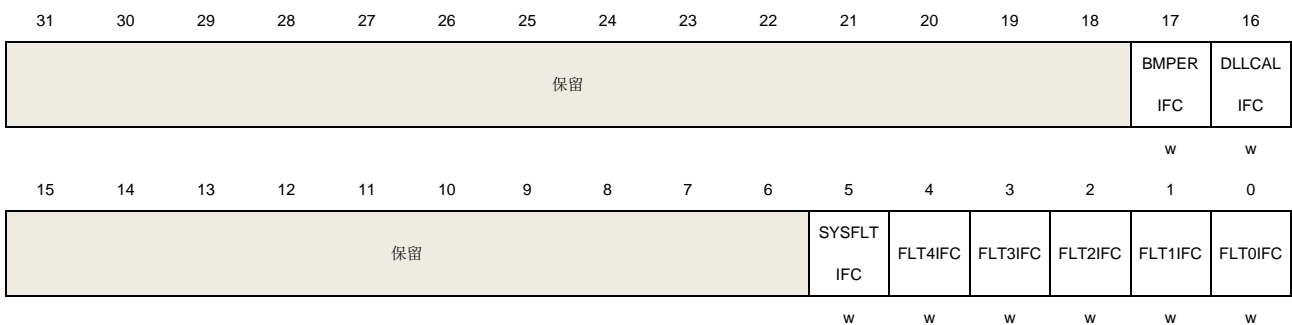 31 30 29 28 27 26 25 24 23 22 21 20 19 18 17 16
保留 BMPER IFC DLLCAL IFC
w w
15 14 13 12 11 10 9 8 7 6 5 4 3 2 1 0
保留 SYSFLT IFC FLT4IFC FLT3IFC FLT2IFC FLT1IFC FLT0IFC
w w w w w w